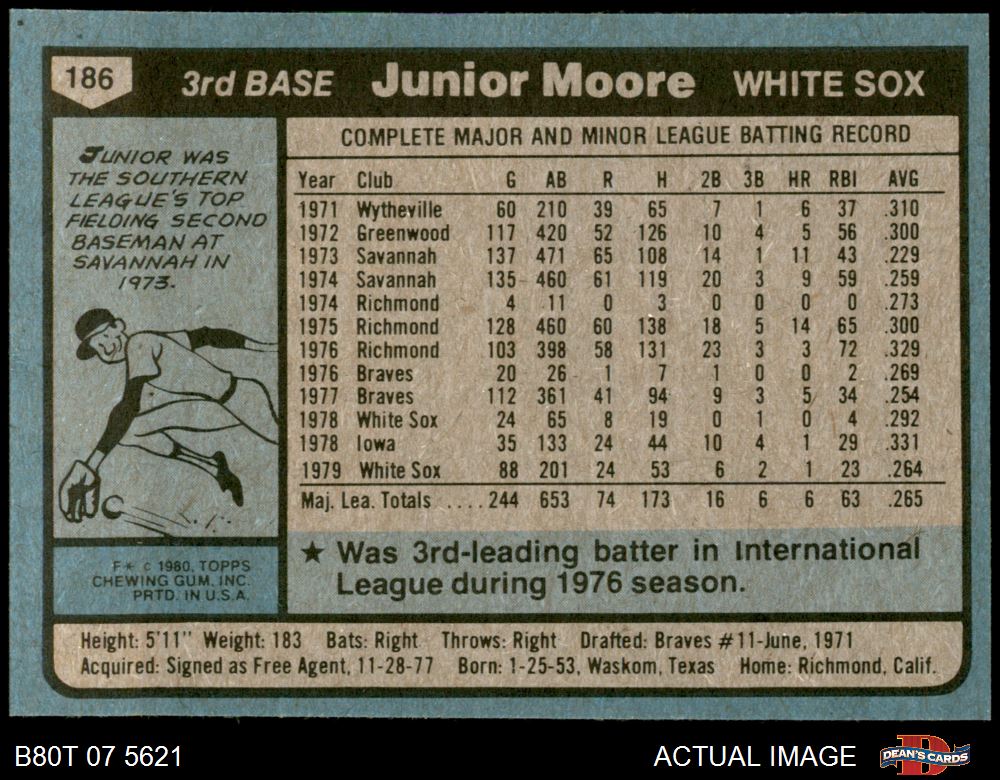 186 3rd BASE Junior Moore WHITE SOX
JUNIOR WAS
THE SOUTHERN
LEAGUE'S TOP
FIELDING SECOND
BASEMAN AT
SAVANNAH IN
1973.
COMPLETE MAJOR AND MINOR LEAGUE BATTING RECORD
Year Club G AB R H 2B 3B HR RBI AVG
1971 Wytheville 60 210 39 65 7 1 6 37 .310
1972 Greenwood 117 420 52 126 10 4 5 56 .300
1973 Savannah 137 471 65 108 14 1 11 43 .229
1974 Savannah 135 460 61 119 20 3 9 59 .259
1974 Richmond 4 11 0 3 0 0 0 0 .273
1975 Richmond 128 460 60 138 18 5 14 65 .300
1976 Richmond 103 398 58 131 23 3 3 72 .329
1976 Braves 20 26 1 7 1 0 0 2 .269
1977 Braves 112 361 41 94 9 3 5 34 .254
1978 White Sox 24 65 8 19 0 1 0 4 .292
1978 Iowa 35 133 24 44 10 4 1 29 .331
1979 White Sox 88 201 24 53 6 2 1 23 .264
Maj. Lea. Totals ....244 653 74 173 16 6 6 63 .265
★ Was 3rd-leading batter in International
League during 1976 season.
F* © 1980, TOPPS
CHEWING GUM, INC.
PRTD. IN U.S.A.
Height: 5'11" Weight: 183 Bats: Right Throws: Right Drafted: Braves #11-June, 1971
Acquired: Signed as Free Agent, 11-28-77 Born: 1-25-53, Waskom, Texas Home: Richmond, Calif.
B80T 07 5621 ACTUAL IMAGE DEAN'S CARDS